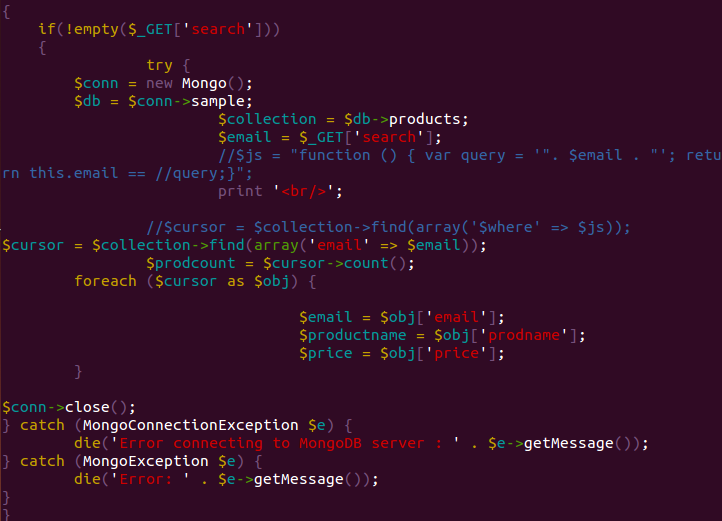 {
    if(!empty($_GET['search']))
    {
                try {
        $conn = new Mongo();
        $db = $conn->sample;
                        $collection = $db->products;
                        $email = $_GET['search'];
                        //$js = "function () { var query = '". $email . "'; retu
rn this.email == //query;}";
                        print '<br/>';
                //$cursor = $collection->find(array('$where' => $js));
$cursor = $collection->find(array('email' => $email));
                $prodcount = $cursor->count();
        foreach ($cursor as $obj) {
                                 $email = $obj['email'];
                                 $productname = $obj['prodname'];
                                 $price = $obj['price'];
        }
$conn->close();
} catch (MongoConnectionException $e) {
        die('Error connecting to MongoDB server : ' . $e->getMessage());
} catch (MongoException $e) {
        die('Error: ' . $e->getMessage());
}
}